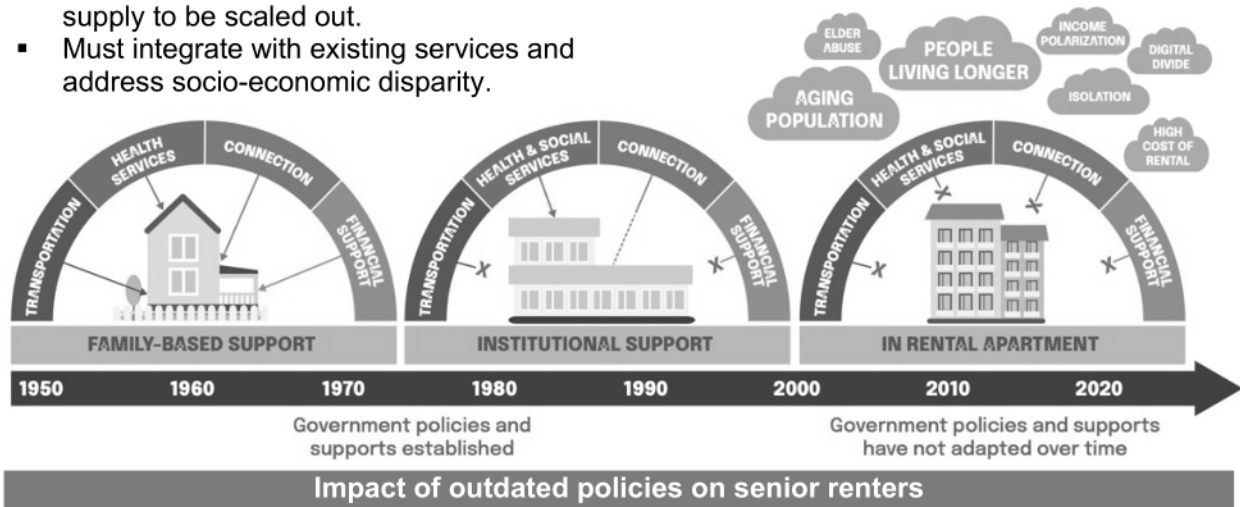 supply to be scaled out.
▪ Must integrate with existing services and
address socio-economic disparity.
ELDER
ABUSE
PEOPLE
LIVING LONGER
INCOME
POLARIZATION
DIGITAL
DIVIDE
AGING
POPULATION
ISOLATION
HIGH
COST OF
RENTAL
TRANSPORTATION
HEALTH
SERVICES
CONNECTION
FINANCIAL
SUPPORT
TRANSPORTATION
HEALTH & SOCIAL
SERVICES
CONNECTION
FINANCIAL
SUPPORT
TRANSPORTATION
HEALTH & SOCIAL
SERVICES
CONNECTION
FINANCIAL
SUPPORT
FAMILY-BASED SUPPORT
INSTITUTIONAL SUPPORT
IN RENTAL APARTMENT
1950 1960 1970 1980 1990 2000 2010 2020
Government policies and
supports established
Government policies and supports
have not adapted over time
Impact of outdated policies on senior renters